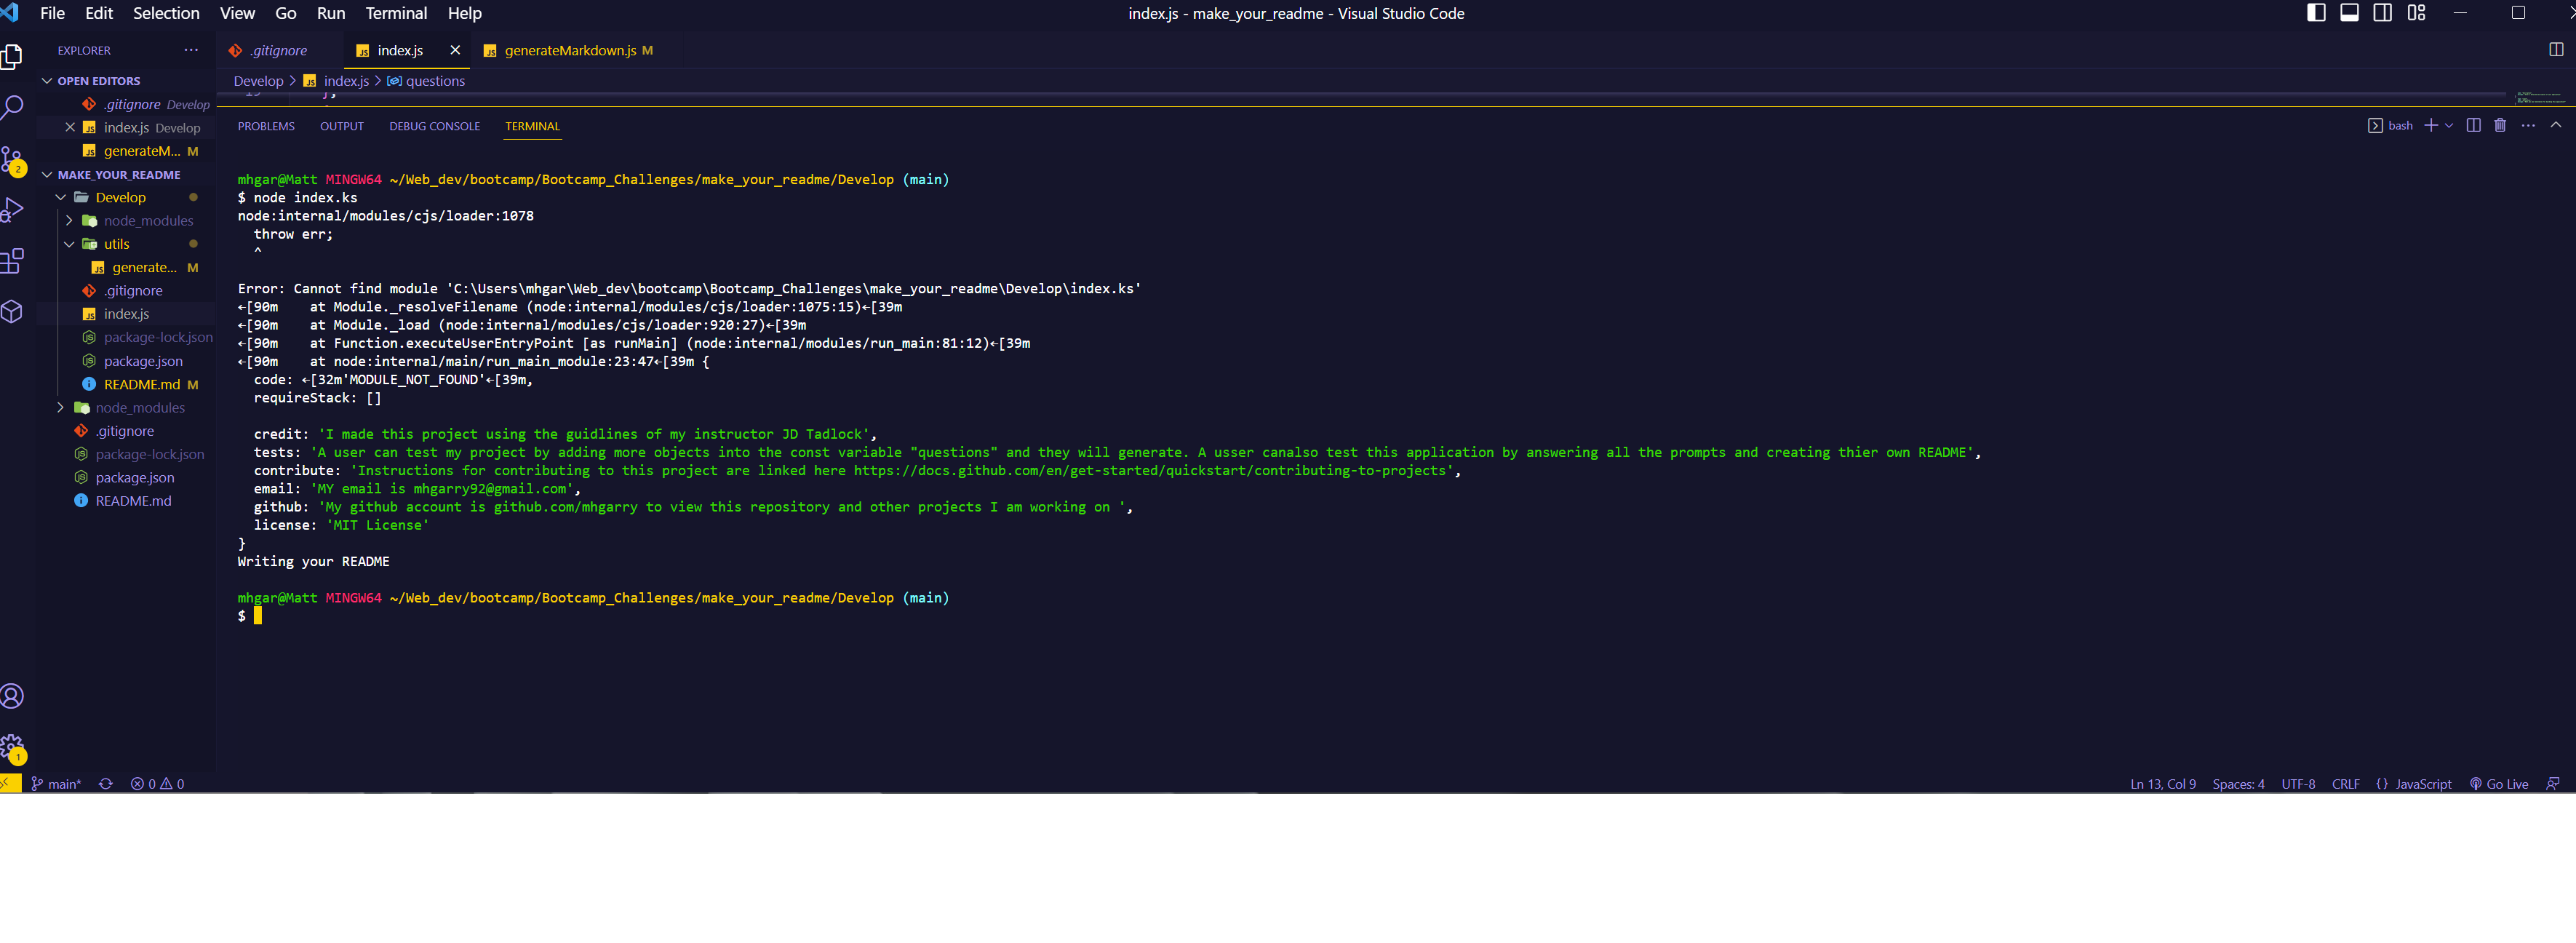 File Edit Selection View Go Run Terminal Help
index.js - make_your_readme - Visual Studio Code
EXPLORER
OPEN EDITORS
.gitignore Develop
index.js Develop
generateM... M
MAKE_YOUR_README
Develop
node_modules
utils
generate... M
.gitignore
index.js
package-lock.json
package.json
README.md M
node_modules
.gitignore
package-lock.json
package.json
README.md
2
1
.gitignore
index.js
generateMarkdown.js M
Develop > index.js > questions
PROBLEMS OUTPUT DEBUG CONSOLE TERMINAL
bash
mhgar@Matt MINGW64 ~/Web_dev/bootcamp/Bootcamp_Challenges/make_your_readme/Develop (main)
$ node index.ks
node:internal/modules/cjs/loader:1078
throw err;
^
Error: Cannot find module 'C:\Users\mhgar\Web_dev\bootcamp\Bootcamp_Challenges\make_your_readme\Develop\index.ks'
←[90m    at Module._resolveFilename (node:internal/modules/cjs/loader:1075:15)←[39m
←[90m    at Module._load (node:internal/modules/cjs/loader:920:27)←[39m
←[90m    at Function.executeUserEntryPoint [as runMain] (node:internal/modules/run_main:81:12)←[39m
←[90m    at node:internal/main/run_main_module:23:47←[39m {
code: ←[32m'MODULE_NOT_FOUND'←[39m,
requireStack: []
credit: 'I made this project using the guidlines of my instructor JD Tadlock',
tests: 'A user can test my project by adding more objects into the const variable "questions" and they will generate. A usser canalso test this application by answering all the prompts and creating thier own README',
contribute: 'Instructions for contributing to this project are linked here https://docs.github.com/en/get-started/quickstart/contributing-to-projects',
email: 'MY email is mhgarry92@gmail.com',
github: 'My github account is github.com/mhgarry to view this repository and other projects I am working on ',
license: 'MIT License'
}
Writing your README
mhgar@Matt MINGW64 ~/Web_dev/bootcamp/Bootcamp_Challenges/make_your_readme/Develop (main)
$
main* 0 0
Ln 13, Col 9 Spaces: 4 UTF-8 CRLF {} JavaScript Go Live